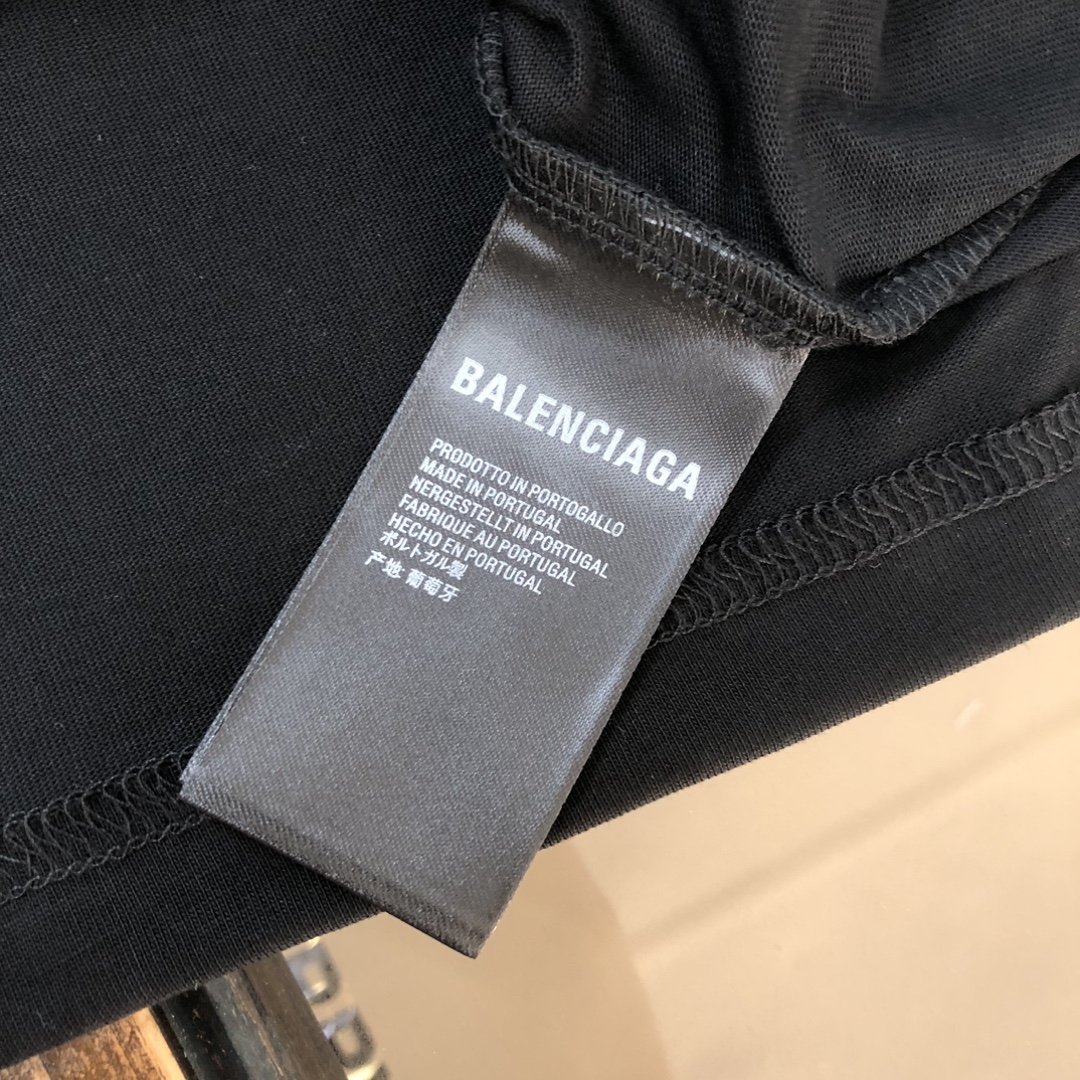 BALENCIAGA
PRODOTTO IN PORTOGALLO
MADE IN PORTUGAL
HERGESTELLT IN PORTUGAL
FABRIQUE AU PORTUGAL
HECHO EN PORTUGAL
ポルトガル製
产地: 葡萄牙